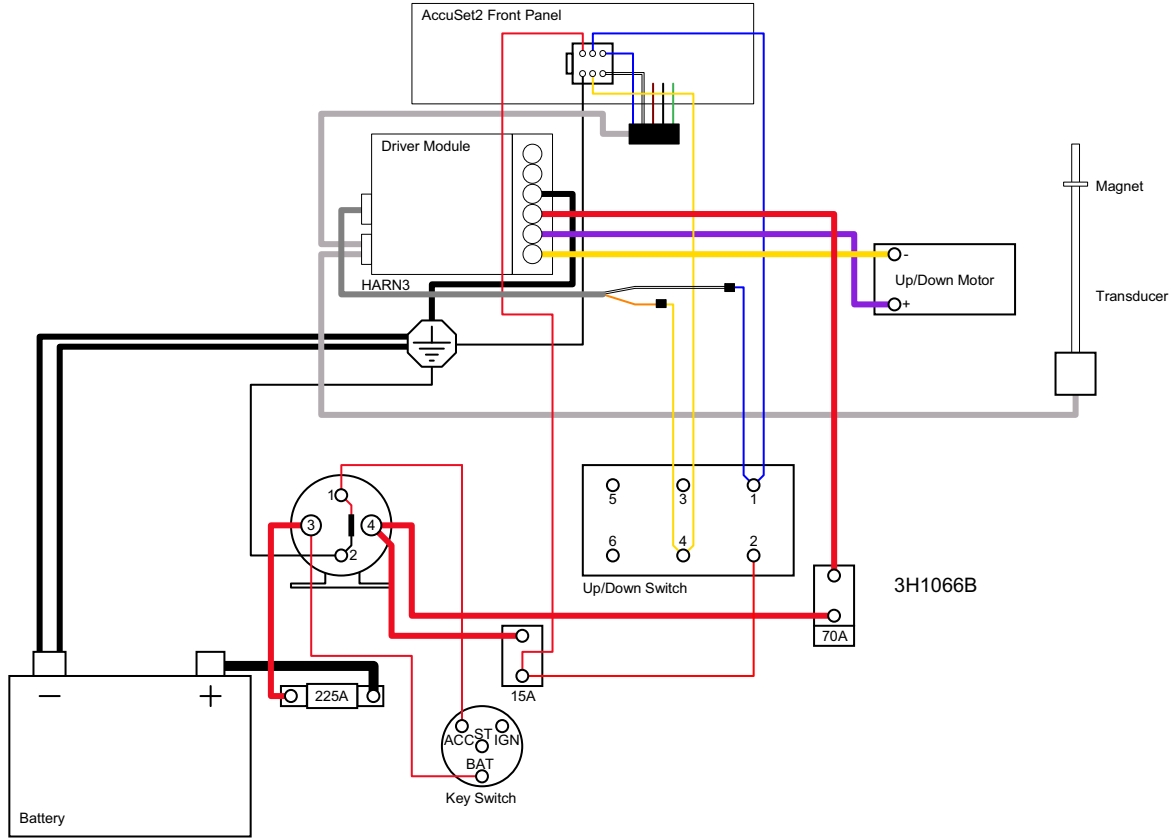 AccuSet2 Front Panel
Driver Module
Magnet
- 
Up/Down Motor
+
HARN3
Transducer
1
3
4
2
5
3
1
6
4
2
Up/Down Switch
3H1066B
70A
15A
225A
— +
ACC ST IGN
BAT
Key Switch
Battery